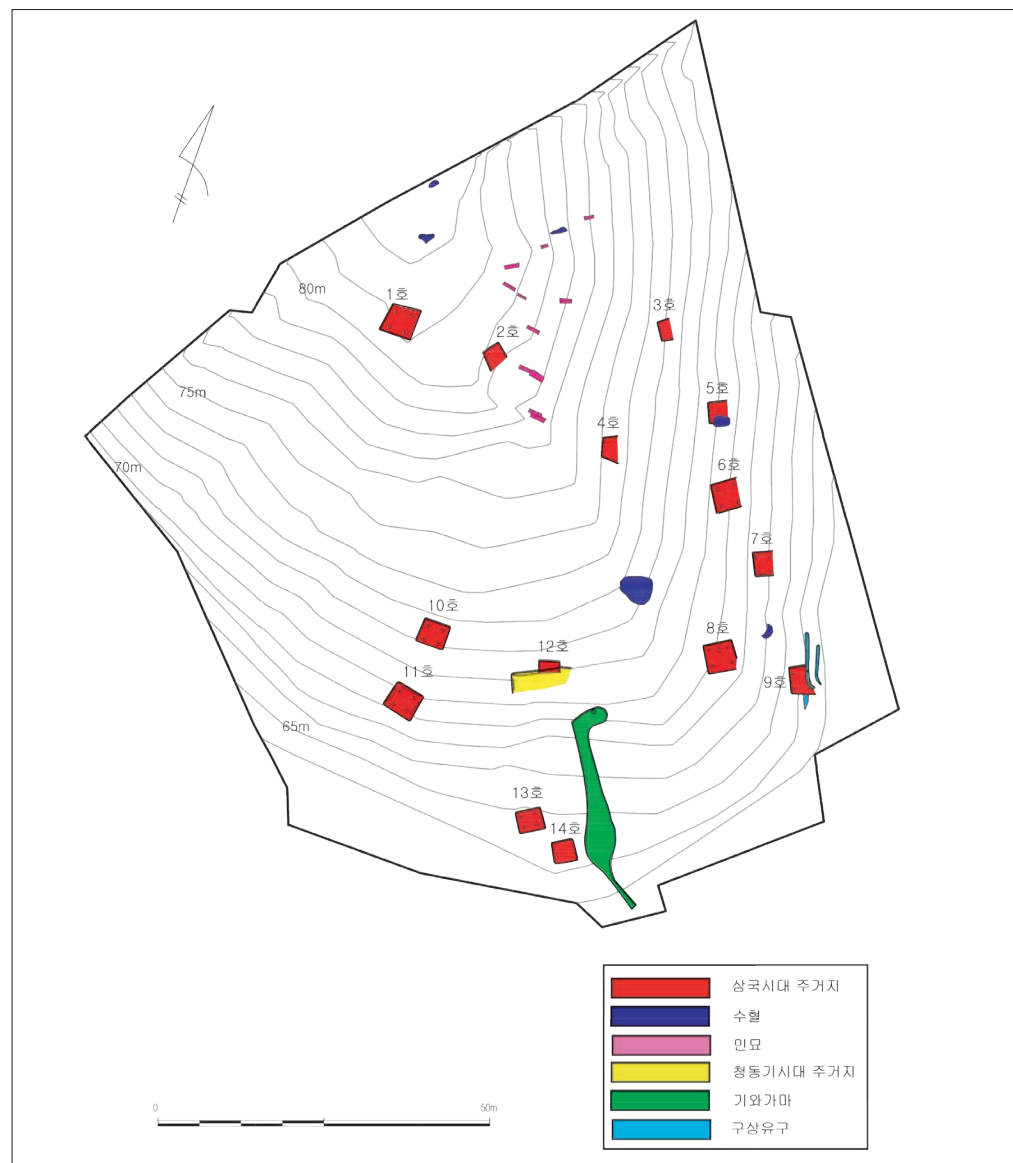 80m
1호
2호
3호
75m
5호
4호
70m
6호
7호
10호
8호
12호
11호
9호
65m
13호
14호
삼국시대 주거지
수혈
민묘
청동기시대 주거지
기와가마
구상유구
0 50m